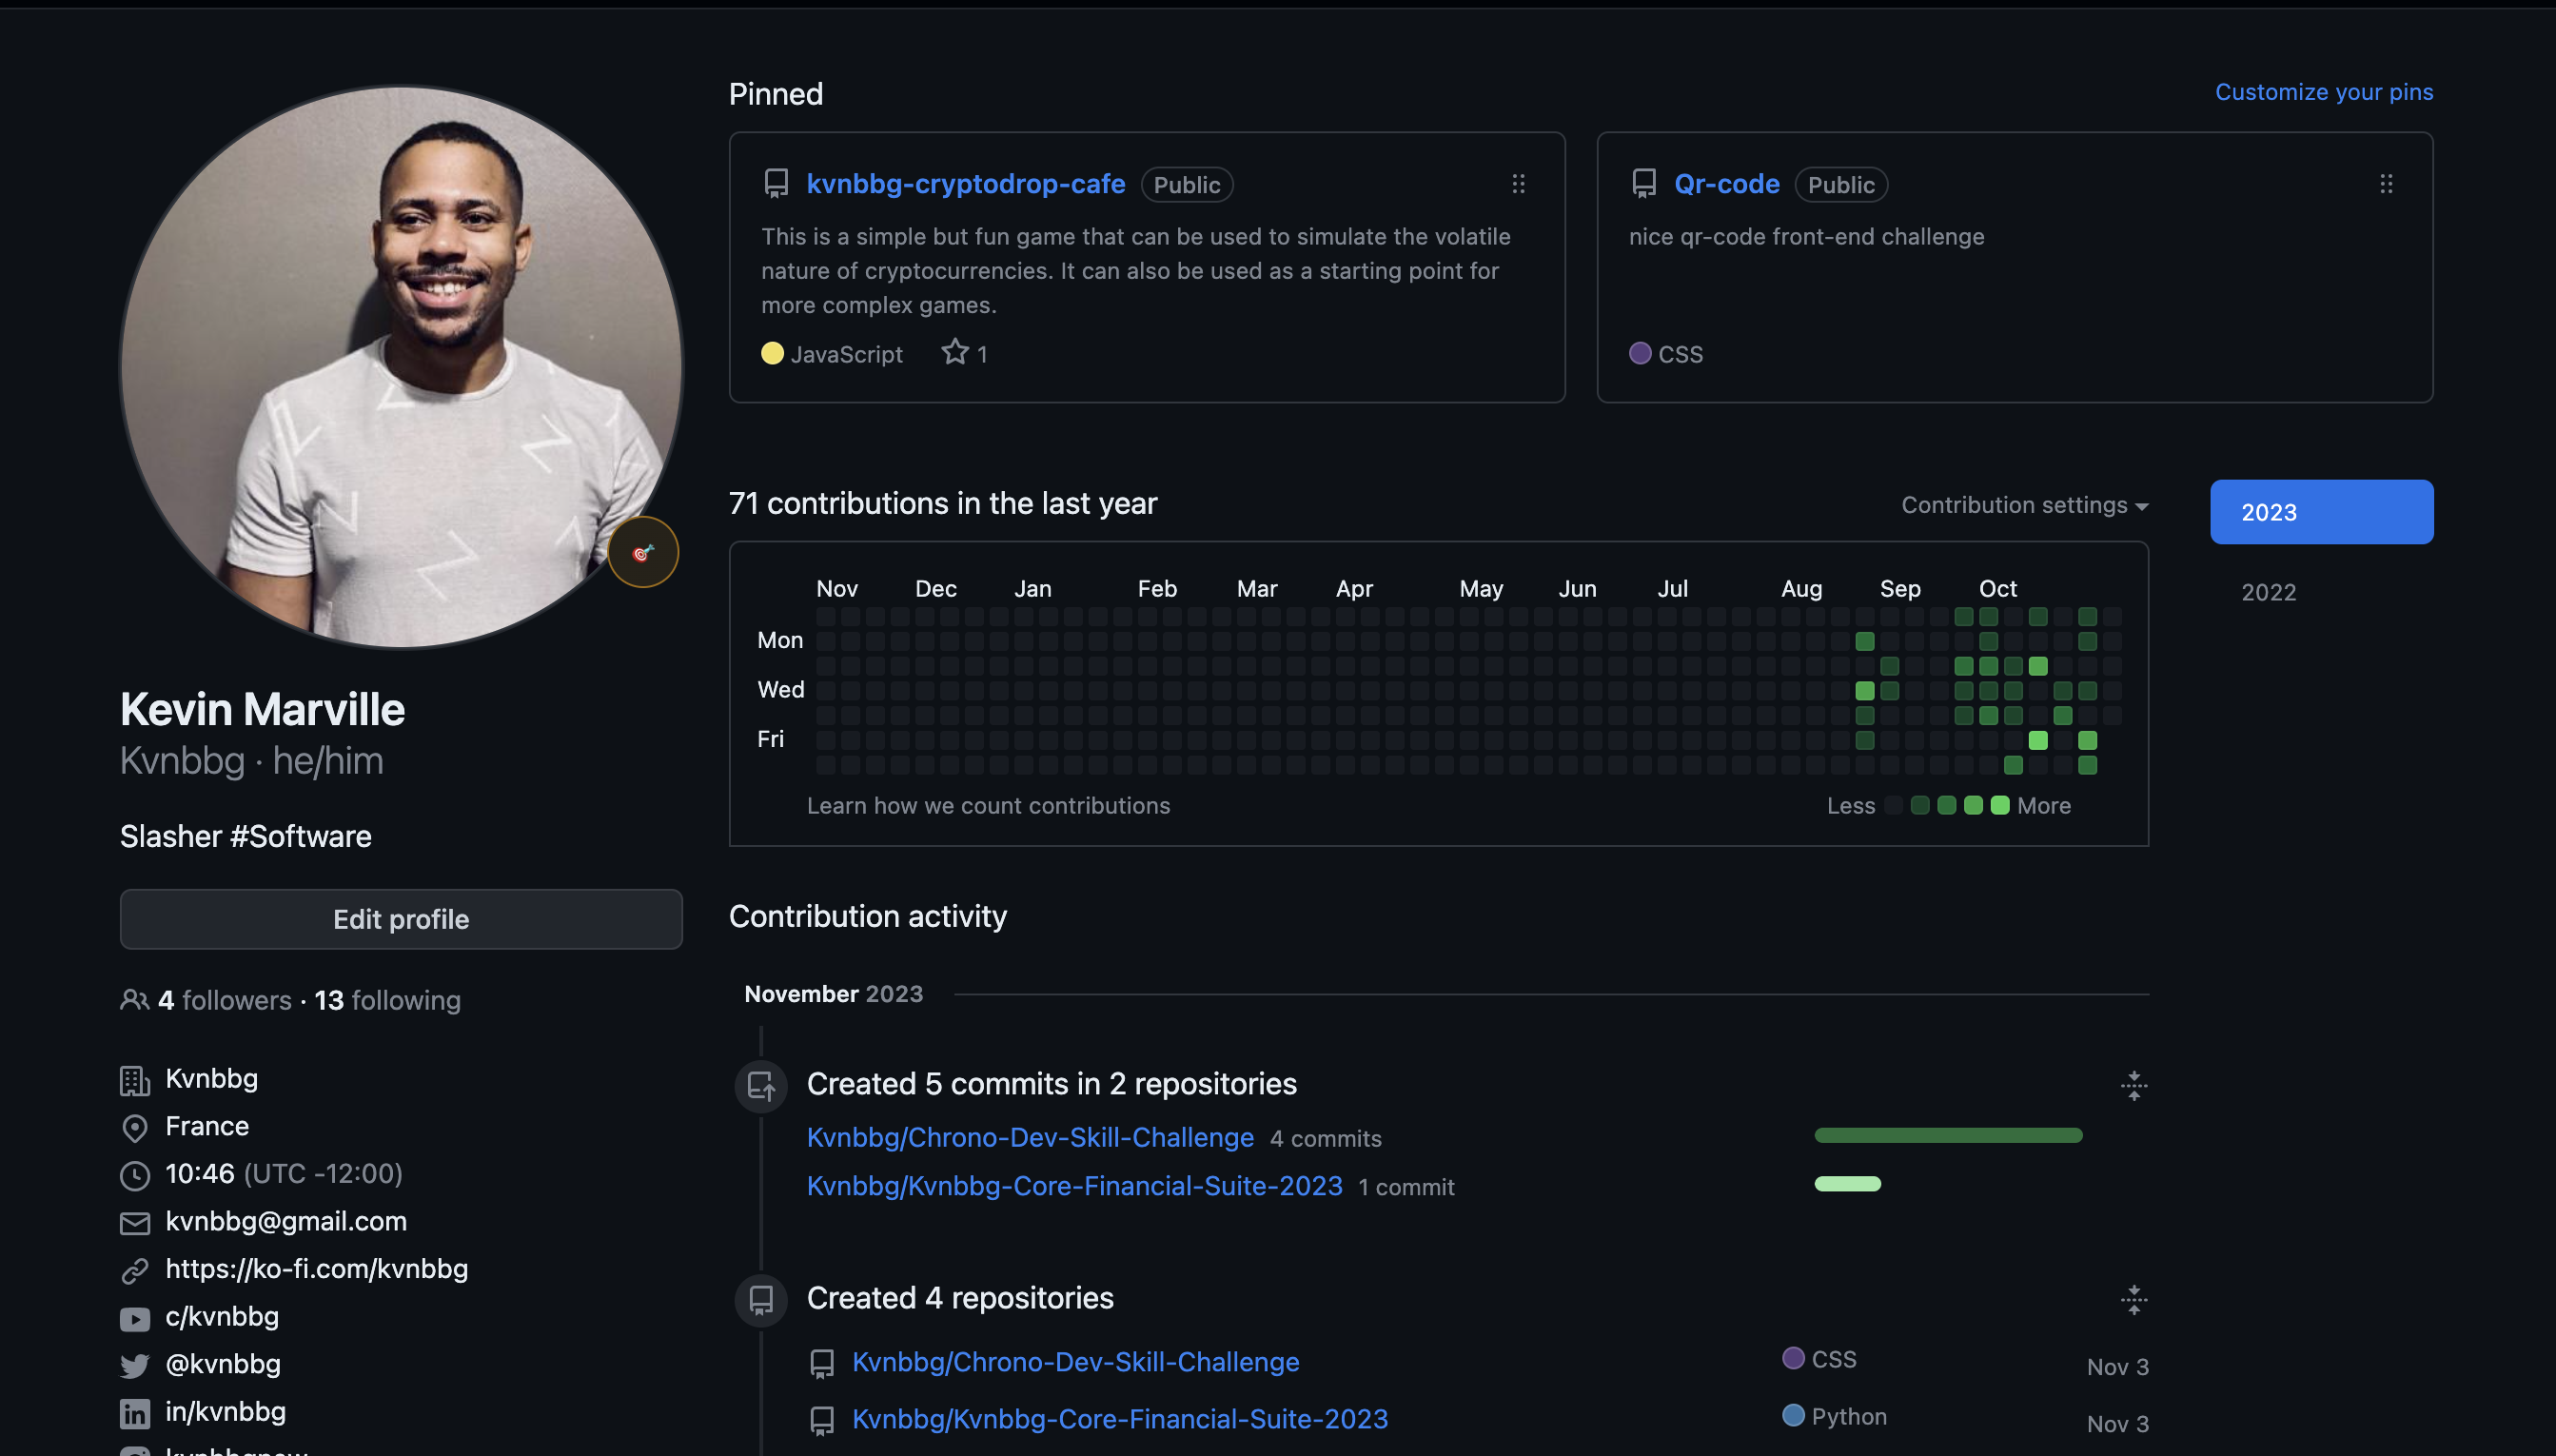 Kevin Marville
Kvnbbg · he/him
Slasher #Software
Edit profile
4 followers · 13 following
Kvnbbg
France
10:46 (UTC -12:00)
kvnbbg@gmail.com
https://ko-fi.com/kvnbbg
c/kvnbbg
@kvnbbg
in/kvnbbg
Pinned
Customize your pins
kvnbbg-cryptodrop-cafe Public
This is a simple but fun game that can be used to simulate the volatile
nature of cryptocurrencies. It can also be used as a starting point for
more complex games.
JavaScript 1
Qr-code Public
nice qr-code front-end challenge
CSS
71 contributions in the last year
Contribution settings
2023
2022
Nov Dec Jan Feb Mar Apr May Jun Jul Aug Sep Oct
Mon
Wed
Fri
Learn how we count contributions
Less More
Contribution activity
November 2023
Created 5 commits in 2 repositories
Kvnbbg/Chrono-Dev-Skill-Challenge 4 commits
Kvnbbg/Kvnbbg-Core-Financial-Suite-2023 1 commit
Created 4 repositories
Kvnbbg/Chrono-Dev-Skill-Challenge CSS Nov 3
Kvnbbg/Kvnbbg-Core-Financial-Suite-2023 Python Nov 3